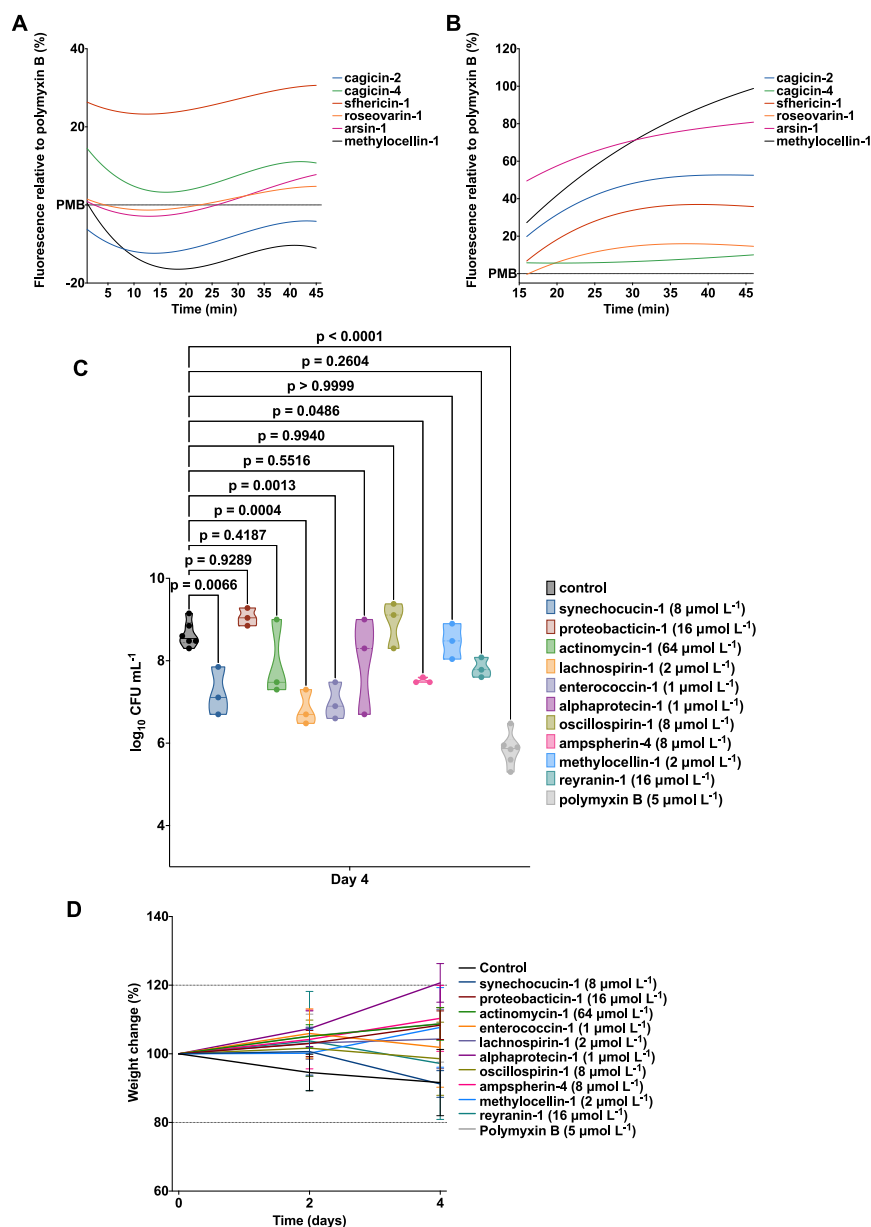 A
Fluorescence relative to polymyxin B (%)
40
20
PMB
-20
5 10 15 20 25 30 35 40 45
Time (min)
cagicin-2
cagicin-4
sfhericin-1
roseovarin-1
arsin-1
methylocellin-1
B
Fluorescence relative to polymyxin B (%)
120
100
80
60
40
20
PMB
15 20 25 30 35 40 45
Time (min)
cagicin-2
cagicin-4
sfhericin-1
roseovarin-1
arsin-1
methylocellin-1
C
p < 0.0001
p = 0.2604
p > 0.9999
p = 0.0486
p = 0.9940
p = 0.5516
p = 0.0013
p = 0.0004
p = 0.4187
p = 0.9289
p = 0.0066
log₁₀ CFU mL⁻¹
10
8
6
4
Day 4
control
synechocucin-1 (8 µmol L⁻¹)
proteobacticin-1 (16 µmol L⁻¹)
actinomycin-1 (64 µmol L⁻¹)
lachnospirin-1 (2 µmol L⁻¹)
enterococcin-1 (1 µmol L⁻¹)
alphaprotecin-1 (1 µmol L⁻¹)
oscillospirin-1 (8 µmol L⁻¹)
ampspherin-4 (8 µmol L⁻¹)
methylocellin-1 (2 µmol L⁻¹)
reyranin-1 (16 µmol L⁻¹)
polymyxin B (5 µmol L⁻¹)
D
Weight change (%)
140
120
100
80
60
0 2 4
Time (days)
Control
synechocucin-1 (8 µmol L⁻¹)
proteobacticin-1 (16 µmol L⁻¹)
actinomycin-1 (64 µmol L⁻¹)
enterococcin-1 (1 µmol L⁻¹)
lachnospirin-1 (2 µmol L⁻¹)
alphaprotecin-1 (1 µmol L⁻¹)
oscillospirin-1 (8 µmol L⁻¹)
ampspherin-4 (8 µmol L⁻¹)
methylocellin-1 (2 µmol L⁻¹)
reyranin-1 (16 µmol L⁻¹)
Polymyxin B (5 µmol L⁻¹)